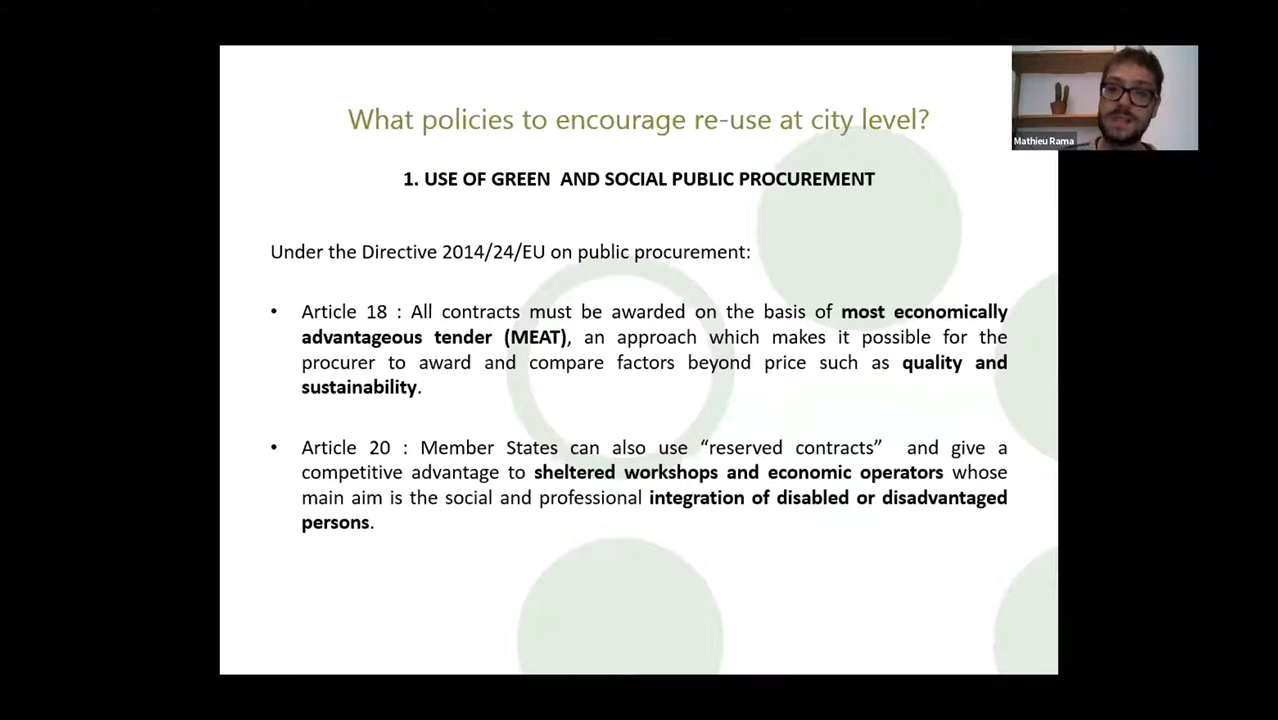 What policies to encourage re-use at city level?
Mathieu Rama
1. USE OF GREEN  AND SOCIAL PUBLIC PROCUREMENT
Under the Directive 2014/24/EU on public procurement:
• Article 18 : All contracts must be awarded on the basis of most economically
advantageous tender (MEAT), an approach which makes it possible for the
procurer to award and compare factors beyond price such as quality and
sustainability.
• Article 20 : Member States can also use “reserved contracts”  and give a
competitive advantage to sheltered workshops and economic operators whose
main aim is the social and professional integration of disabled or disadvantaged
persons.